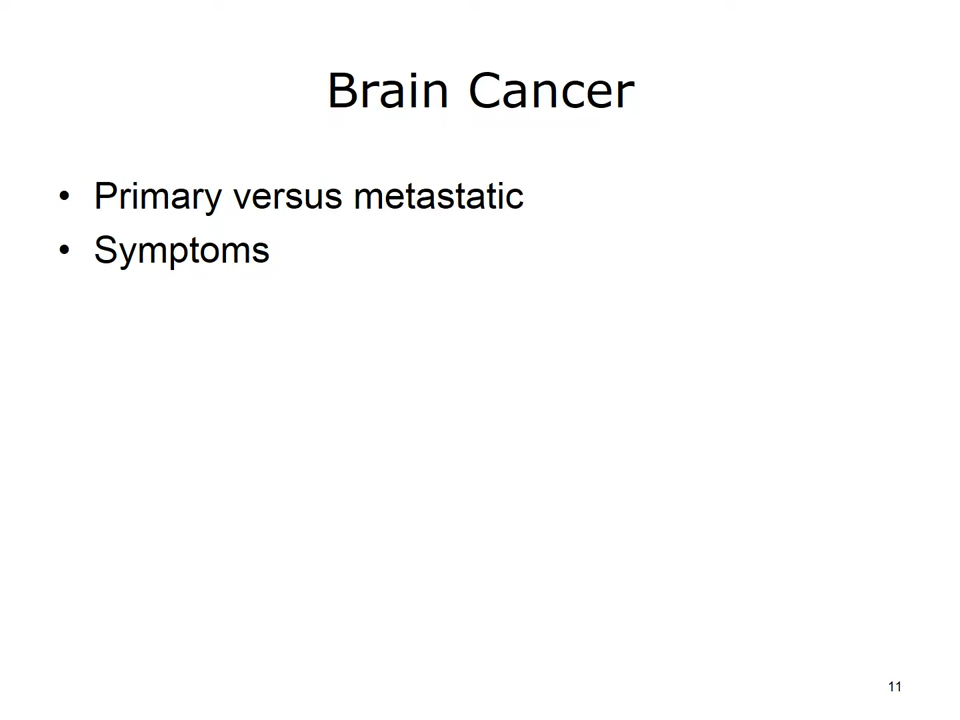 Brain Cancer
• Primary versus metastatic
• Symptoms
11